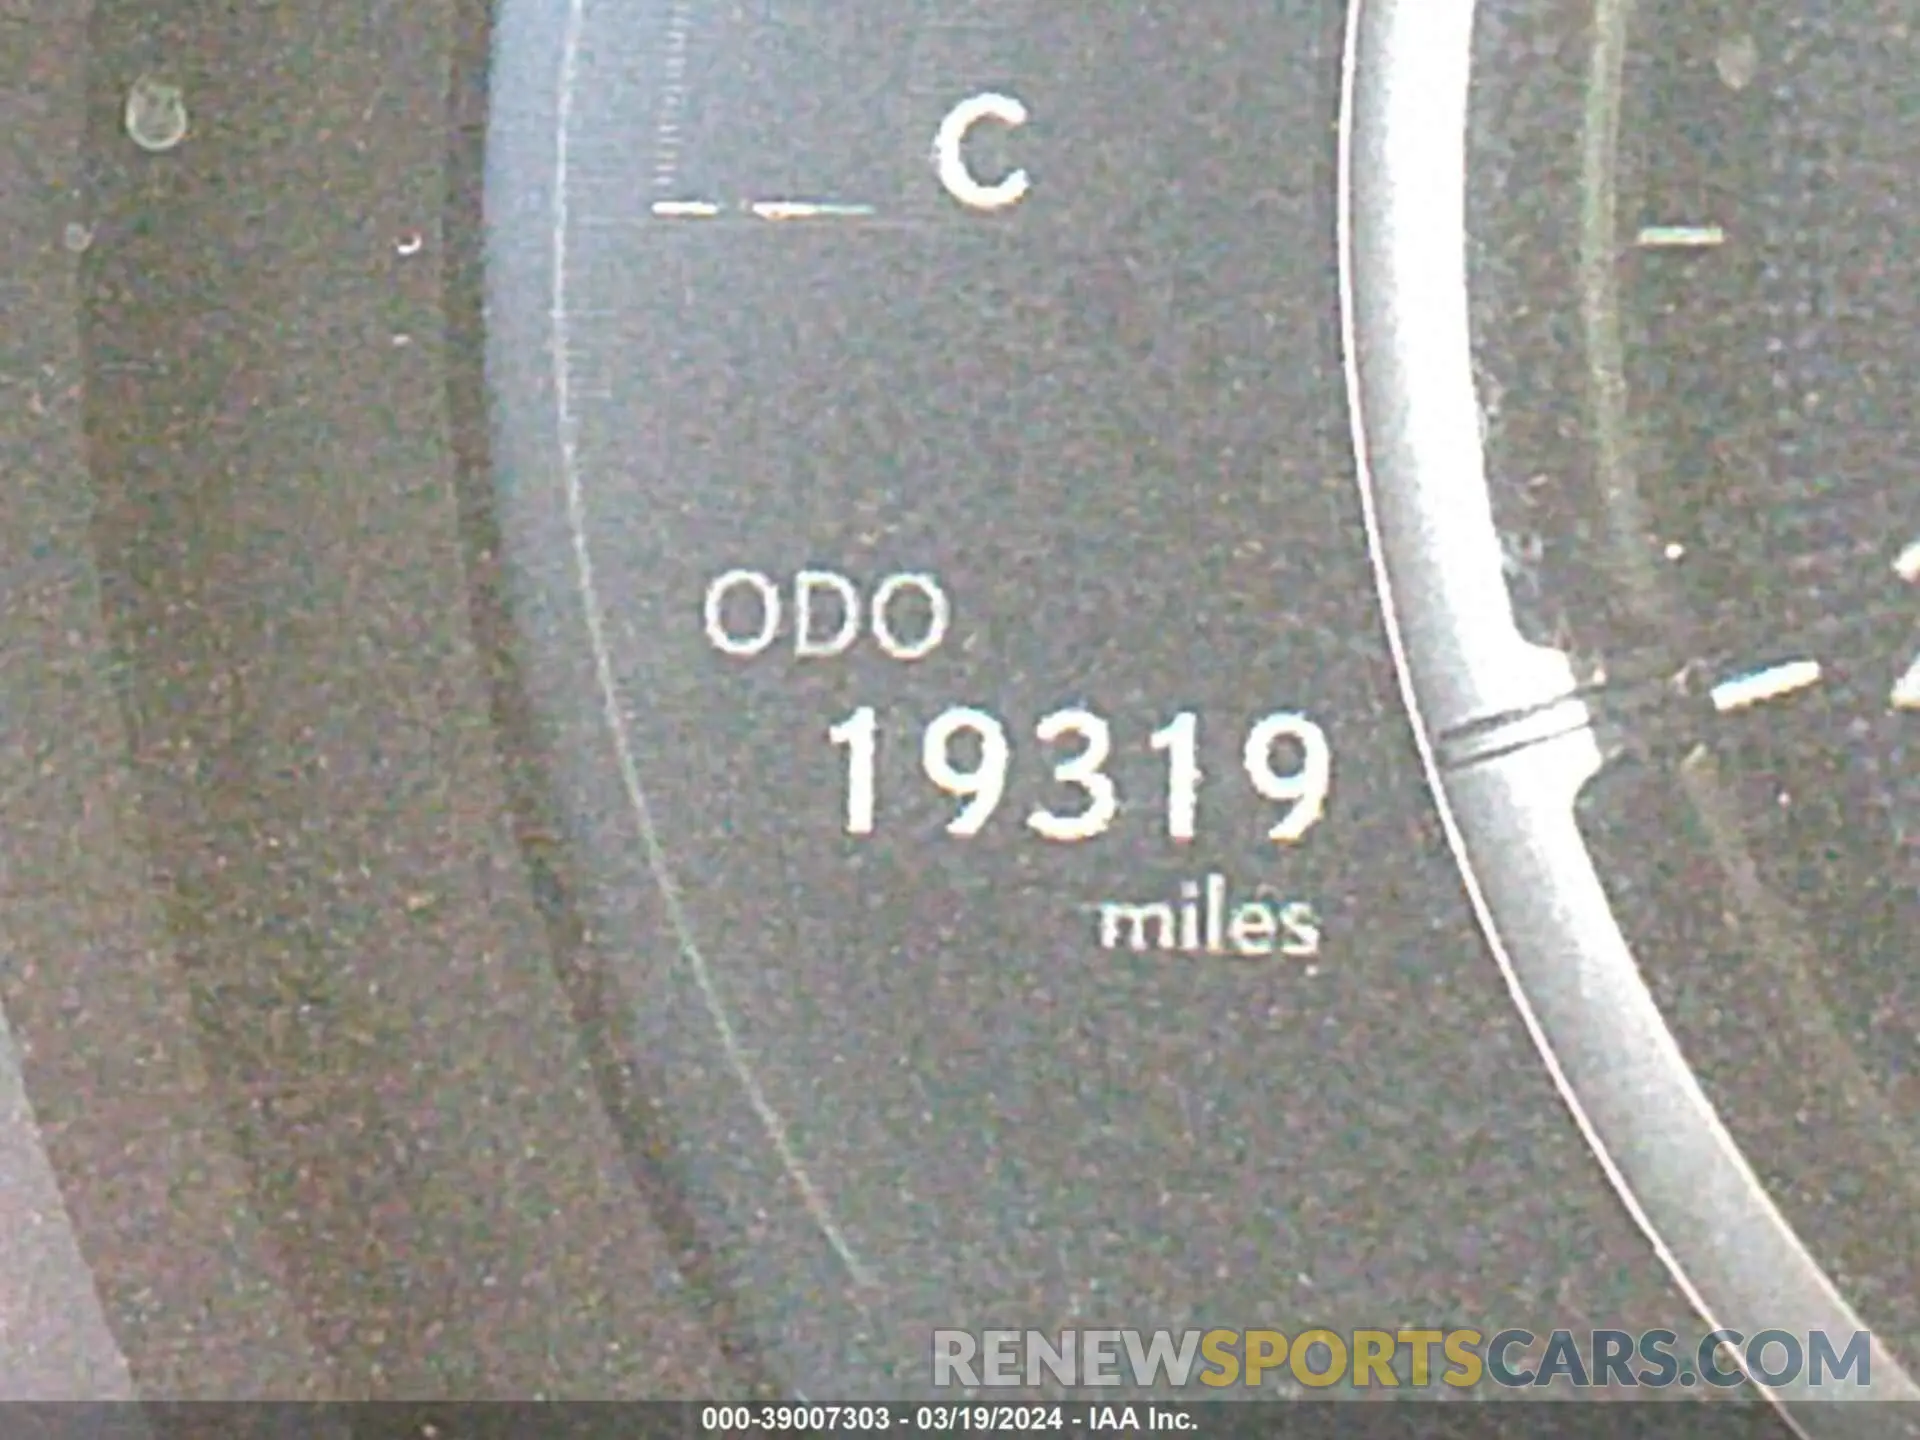 C
ODO
19319
miles
RENEWSPORTSCARS.COM
000-39007303 - 03/19/2024 - IAA Inc.